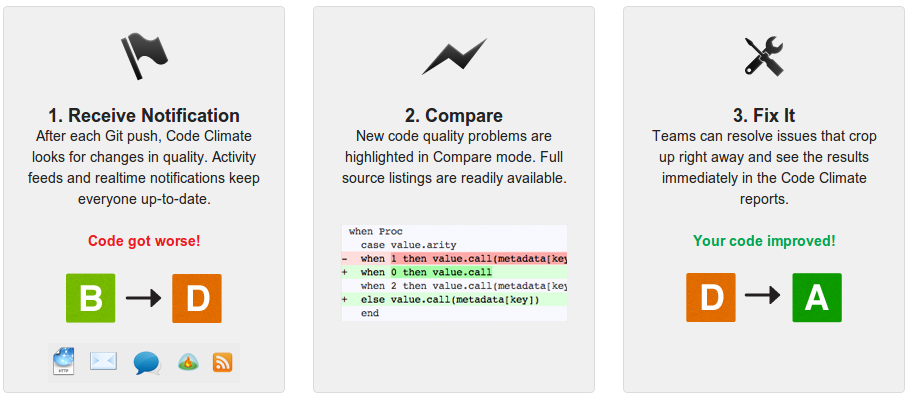 1. Receive Notification
After each Git push, Code Climate
looks for changes in quality. Activity
feeds and realtime notifications keep
everyone up-to-date.
Code got worse!
B D
HTTP
2. Compare
New code quality problems are
highlighted in Compare mode. Full
source listings are readily available.
when Proc
case value.arity
- when 1 then value.call(metadata[key
+ when 0 then value.call
when 2 then value.call(metadata[key
+ else value.call(metadata[key])
end
3. Fix It
Teams can resolve issues that crop
up right away and see the results
immediately in the Code Climate
reports.
Your code improved!
D A